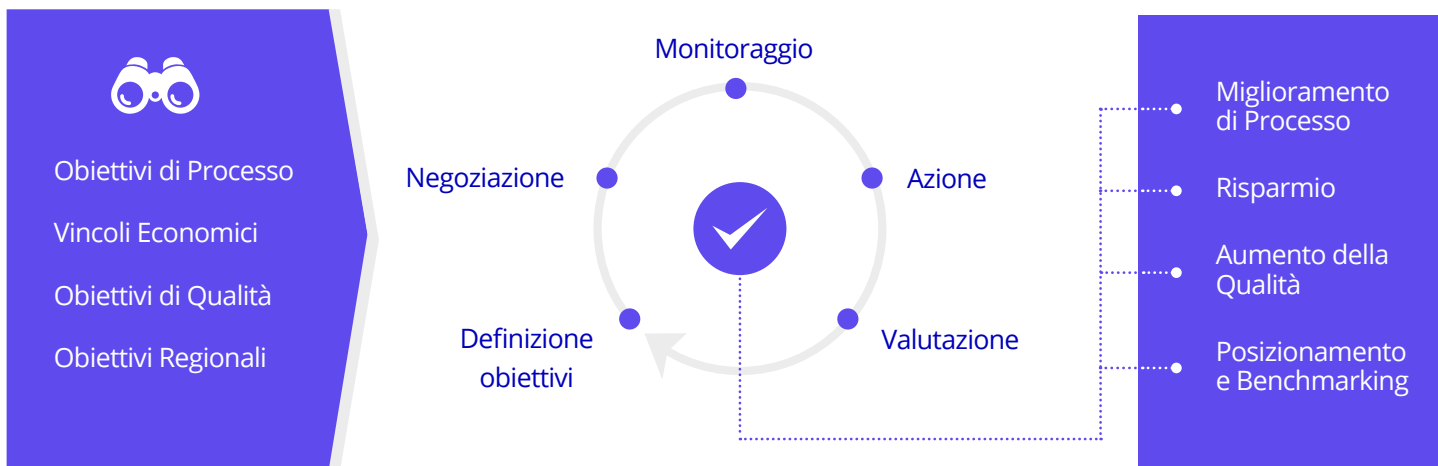 Obiettivi di Processo
Vincoli Economici
Obiettivi di Qualità
Obiettivi Regionali
Monitoraggio
Negoziazione
Azione
Definizione
obiettivi
Valutazione
Miglioramento
di Processo
Risparmio
Aumento della
Qualità
Posizionamento
e Benchmarking